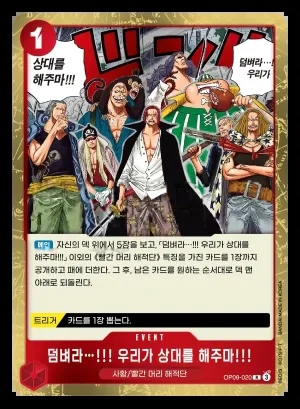 1
상대를
해주마!!!
덤벼라…!
우리가
메인 자신의 덱 위에서 5장을 보고, 「덤벼라…!!! 우리가 상대를
해주마!!!」 이외의 《빨간 머리 해적단》 특징을 가진 카드를 1장까지
공개하고 패에 더한다. 그 후, 남은 카드를 원하는 순서대로 덱 맨
아래로 되돌린다.
트리거 카드를 1장 뽑는다.
EVENT
덤벼라…!!! 우리가 상대를 해주마!!!
사황/빨간 머리 해적단
OP09-020 R 3